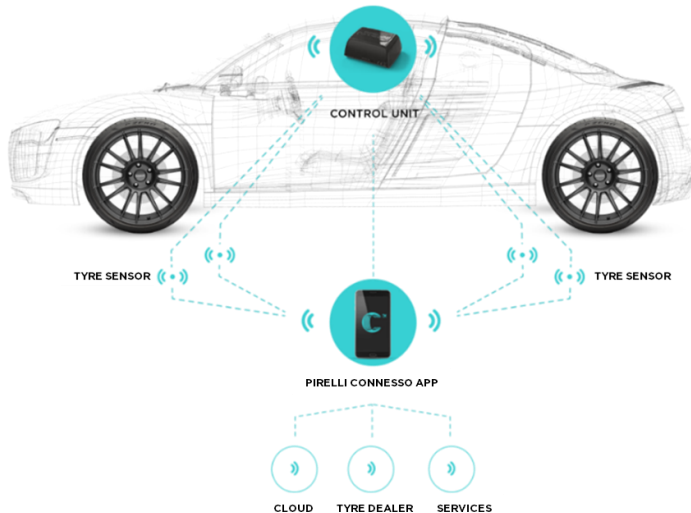 CONTROL UNIT
TYRE SENSOR
TYRE SENSOR
PIRELLI CONNESSO APP
CLOUD
TYRE DEALER
SERVICES